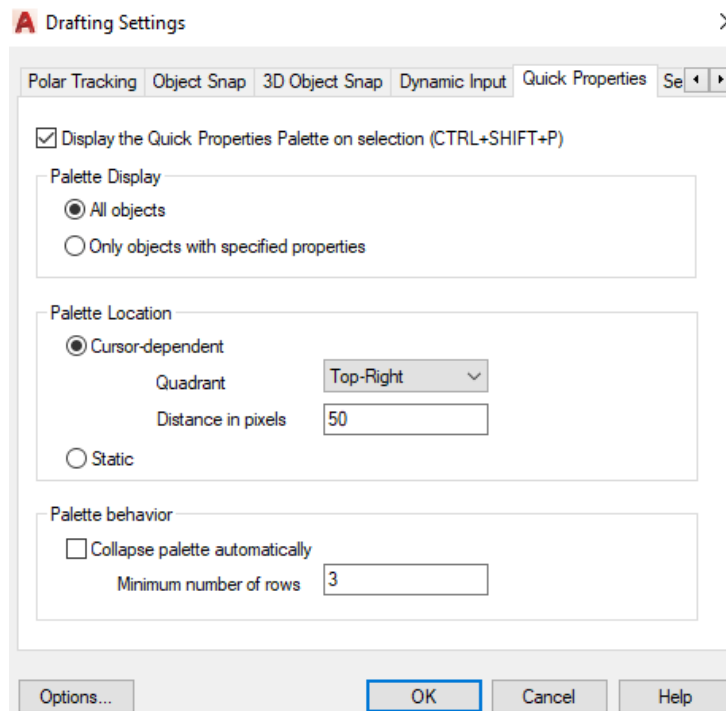 Drafting Settings
Polar Tracking Object Snap 3D Object Snap Dynamic Input Quick Properties Se
Display the Quick Properties Palette on selection (CTRL+SHIFT+P)
Palette Display
All objects
Only objects with specified properties
Palette Location
Cursor-dependent
Quadrant Top-Right
Distance in pixels 50
Static
Palette behavior
Collapse palette automatically
Minimum number of rows 3
Options... OK Cancel Help